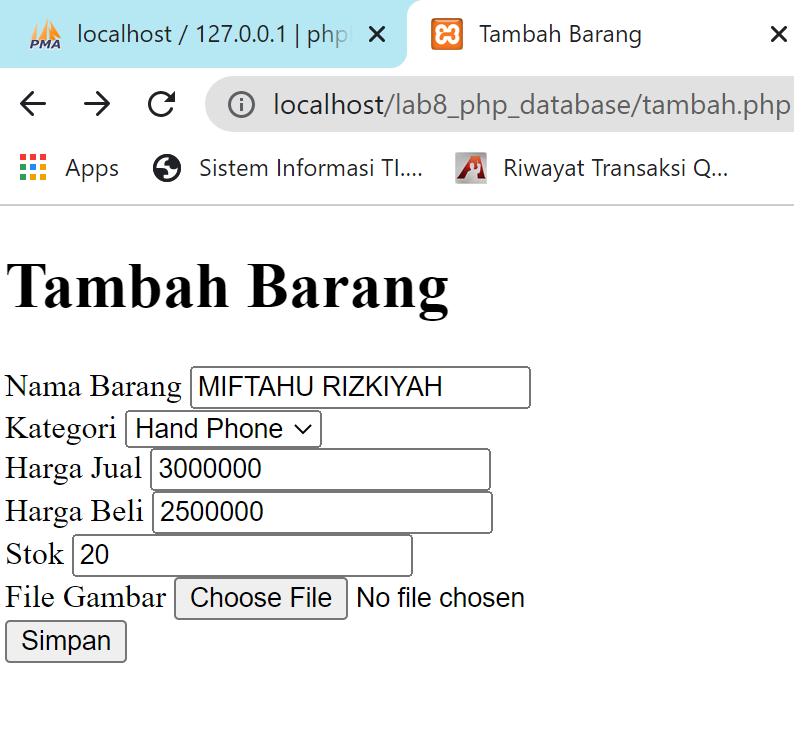 PMA localhost / 127.0.0.1 | php Tambah Barang
localhost/lab8_php_database/tambah.php
Apps Sistem Informasi TI.... Riwayat Transaksi Q...
Tambah Barang
Nama Barang MIFTAHU RIZKIYAH
Kategori Hand Phone
Harga Jual 3000000
Harga Beli 2500000
Stok 20
File Gambar Choose File No file chosen
Simpan